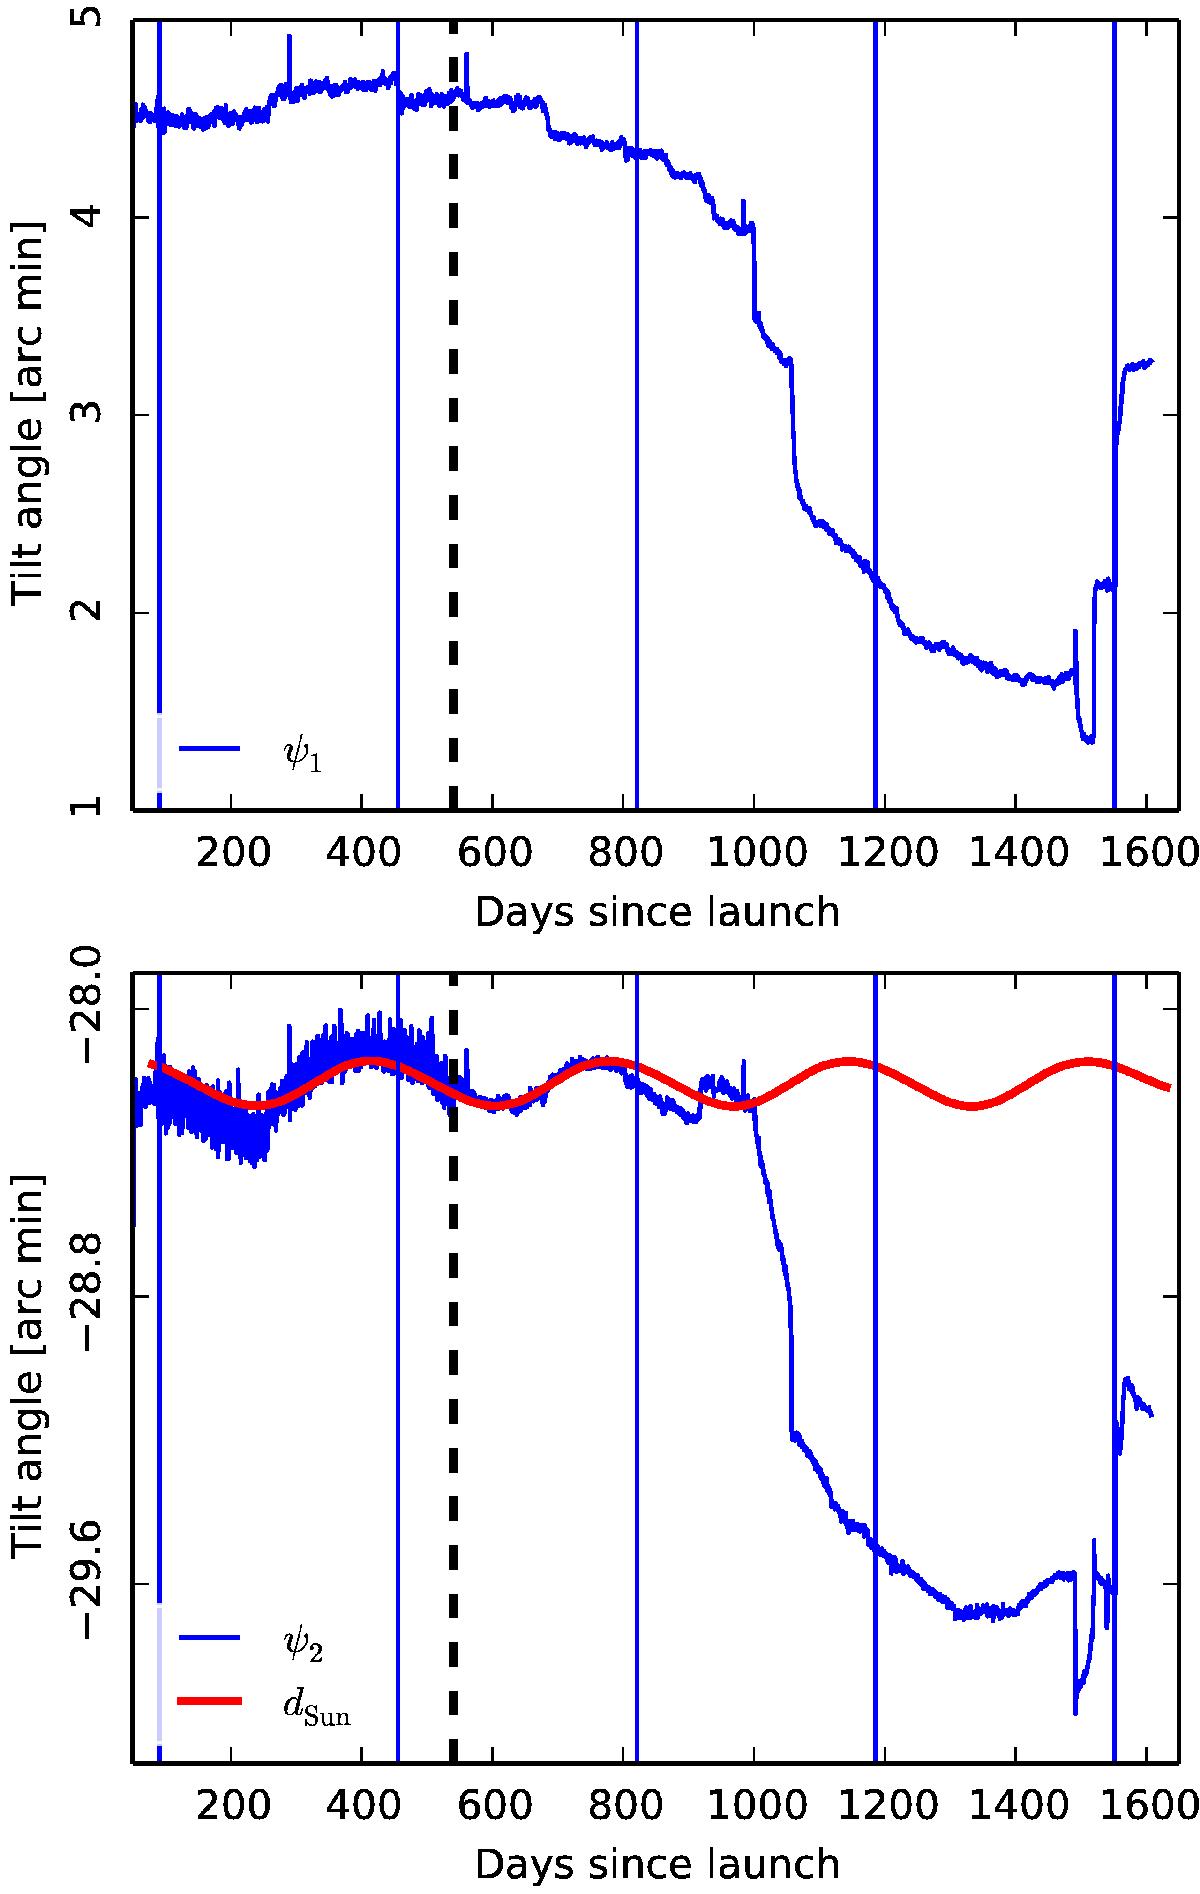 5
4
3
2
1
Tilt angle [arc min]
ψ1
200 400 600 800 1000 1200 1400 1600
Days since launch
−28.0
−28.8
−29.6
Tilt angle [arc min]
ψ2
dSun
200 400 600 800 1000 1200 1400 1600
Days since launch